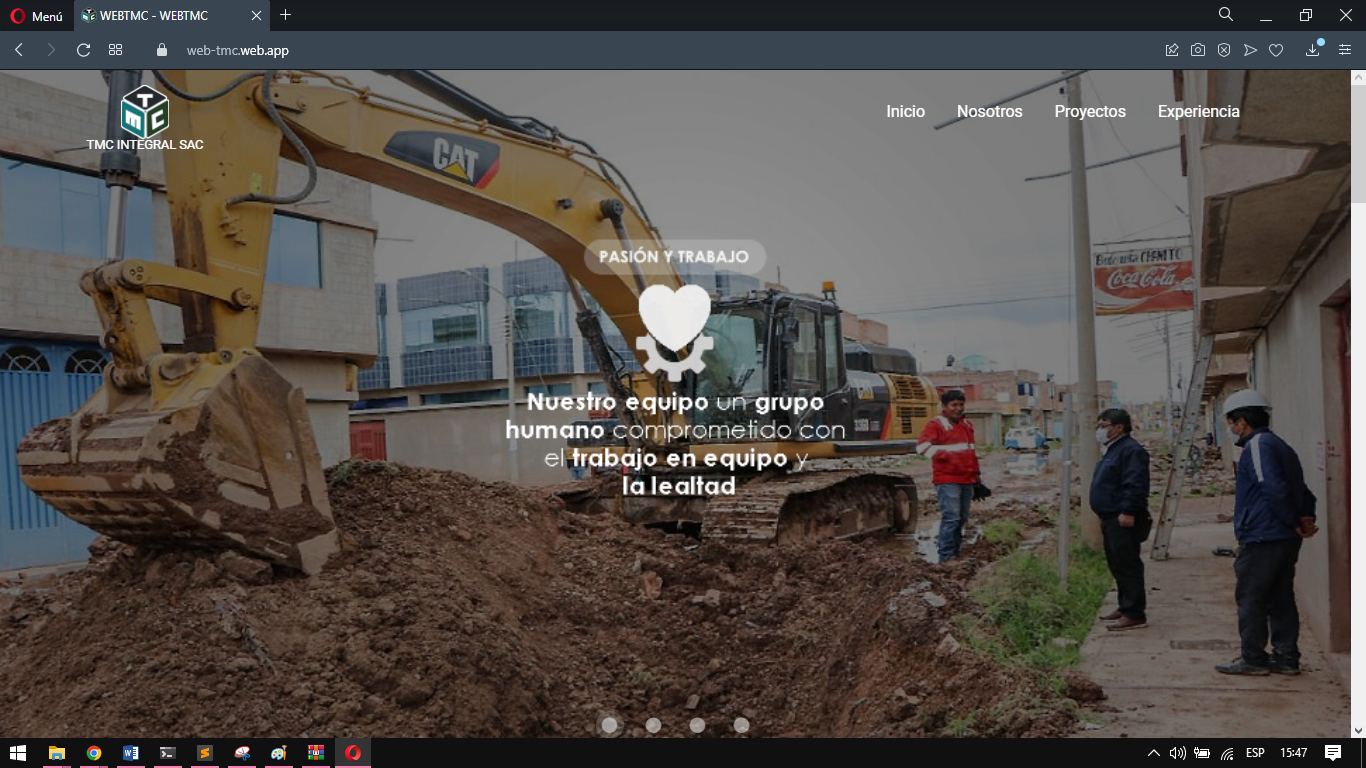 Menú
WEBTMC - WEBTMC
web-tmc.web.app
TMC
TMC INTEGRAL SAC
Inicio Nosotros Proyectos Experiencia
CAT
PASIÓN Y TRABAJO
Coca-Cola
Nuestro equipo un grupo
humano comprometido con
el trabajo en equipo y
la lealtad
ESP 15:47